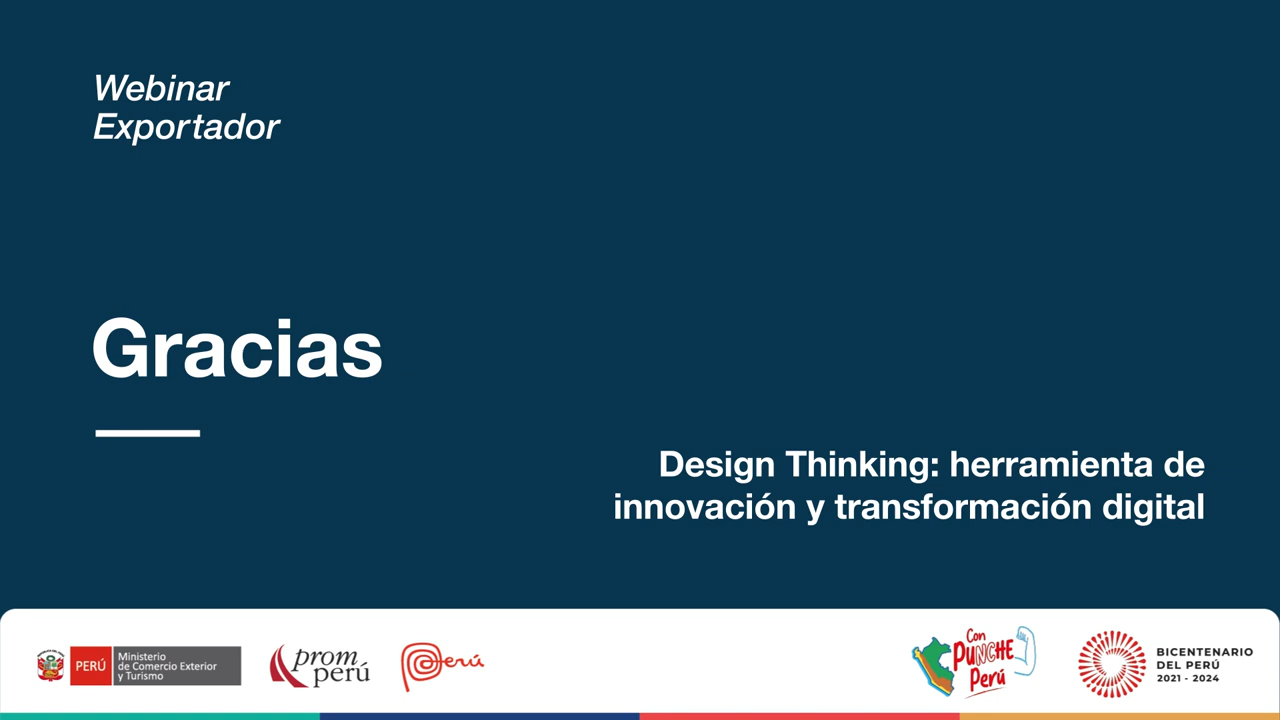 Webinar
Exportador
Gracias
Design Thinking: herramienta de
innovación y transformación digital
PERÚ
Ministerio
de Comercio Exterior
y Turismo
prom
perú
Perú
Con
PUNCHE
Perú
BICENTENARIO
DEL PERÚ
2021 - 2024